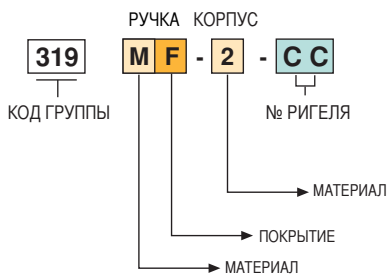 РУЧКА КОРПУС
319 M F - 2 - C C
КОД ГРУППЫ № РИГЕЛЯ
МАТЕРИАЛ
ПОКРЫТИЕ
МАТЕРИАЛ